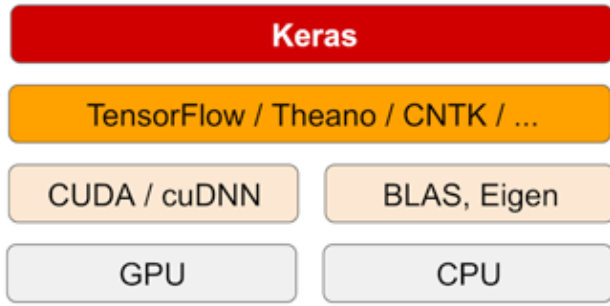 Keras
TensorFlow / Theano / CNTK / ...
CUDA / cuDNN
BLAS, Eigen
GPU
CPU